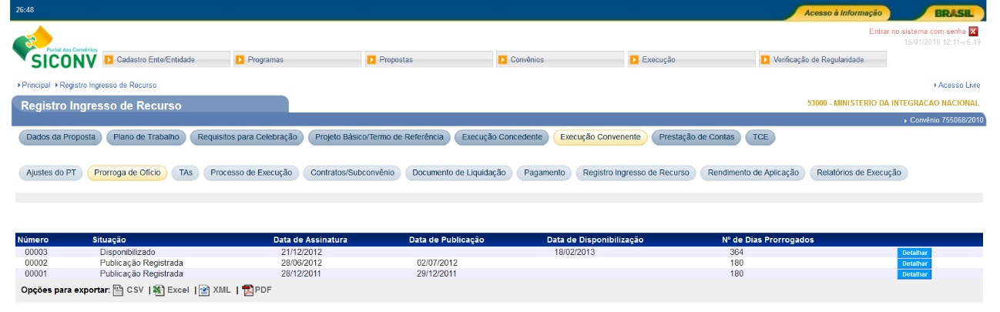 26:48
Acesso à Informação
BRASIL
Entrar no sistema com senha
15/01/2018 12:11-v6.49
Portal dos Convênios
SICONV
Cadastro Ente/Entidade Programas Propostas Convênios Execução Verificação de Regularidade
Principal Registro Ingresso de Recurso
Acesso Livre
Registro Ingresso de Recurso
53000 - MINISTERIO DA INTEGRACAO NACIONAL
Convênio 755068/2010
Dados da Proposta Plano de Trabalho Requisitos para Celebração Projeto Básico/Termo de Referência Execução Concedente Execução Convenente Prestação de Contas TCE
Ajustes do PT Prorroga de Ofício TAs Processo de Execução Contratos/Subconvênio Documento de Liquidação Pagamento Registro Ingresso de Recurso Rendimento de Aplicação Relatórios de Execução
Número Situação Data de Assinatura Data de Publicação Data de Disponibilização Nº de Dias Prorrogados
00003 Disponibilizado 21/12/2012 18/02/2013 364 Detalhar
00002 Publicação Registrada 28/06/2012 02/07/2012 180 Detalhar
00001 Publicação Registrada 28/12/2011 29/12/2011 180 Detalhar
Opções para exportar: CSV | Excel | XML | PDF